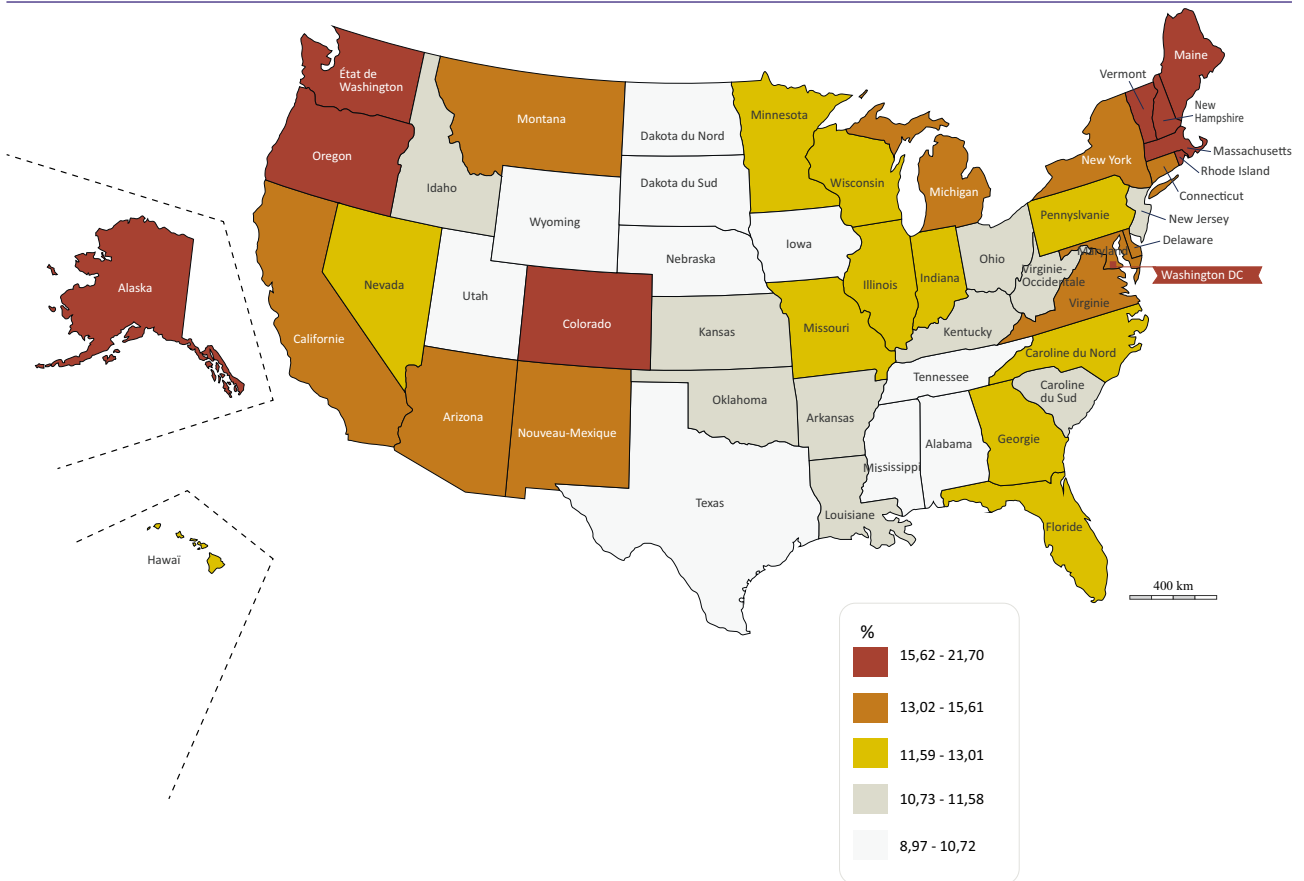 Maine
Vermont
État de
Washington
New
Hampshire
Montana
Minnesota
Dakota du Nord
Massachusetts
Oregon
New York
Rhode Island
Idaho
Dakota du Sud
Wisconsin
Michigan
Connecticut
Pennyslvanie
New Jersey
Wyoming
Iowa
Delaware
Maryland
Nebraska
Ohio
Virginie-
Occidentale
Washington DC
Alaska
Nevada
Utah
Illinois
Indiana
Virginie
Colorado
Californie
Kansas
Missouri
Kentucky
Caroline du Nord
Tennessee
Caroline
du Sud
Oklahoma
Arizona
Arkansas
Nouveau-Mexique
Georgie
Alabama
Mississippi
Texas
Louisiane
Floride
Hawaï
400 km
%
15,62 - 21,70
13,02 - 15,61
11,59 - 13,01
10,73 - 11,58
8,97 - 10,72